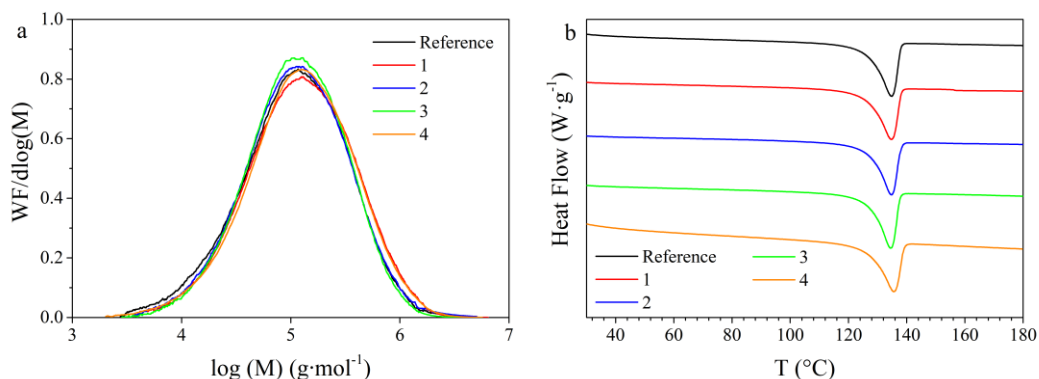 a
WF/dlog(M)
1.0
0.8
0.6
0.4
0.2
0.0
Reference
1
2
3
4
3 4 5 6 7
log (M) (g·mol⁻¹)
b
Heat Flow (W·g⁻¹)
Reference
1
2
3
4
40 60 80 100 120 140 160 180
T (°C)